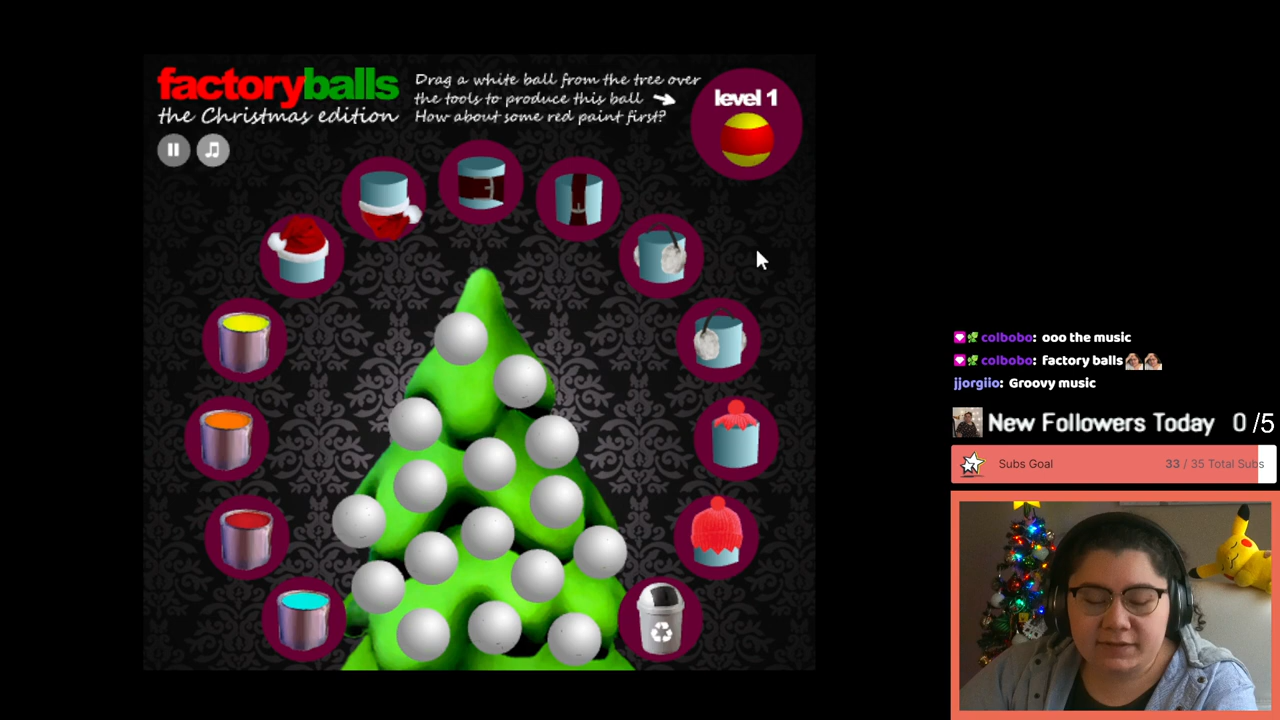 factoryballs
the Christmas edition
Drag a white ball from the tree over
the tools to produce this ball
How about some red paint first?
level 1
colbobo: ooo the music
colbobo: factory balls
jjorgiio: Groovy music
New Followers Today 0 /5
Subs Goal 33 / 35 Total Subs